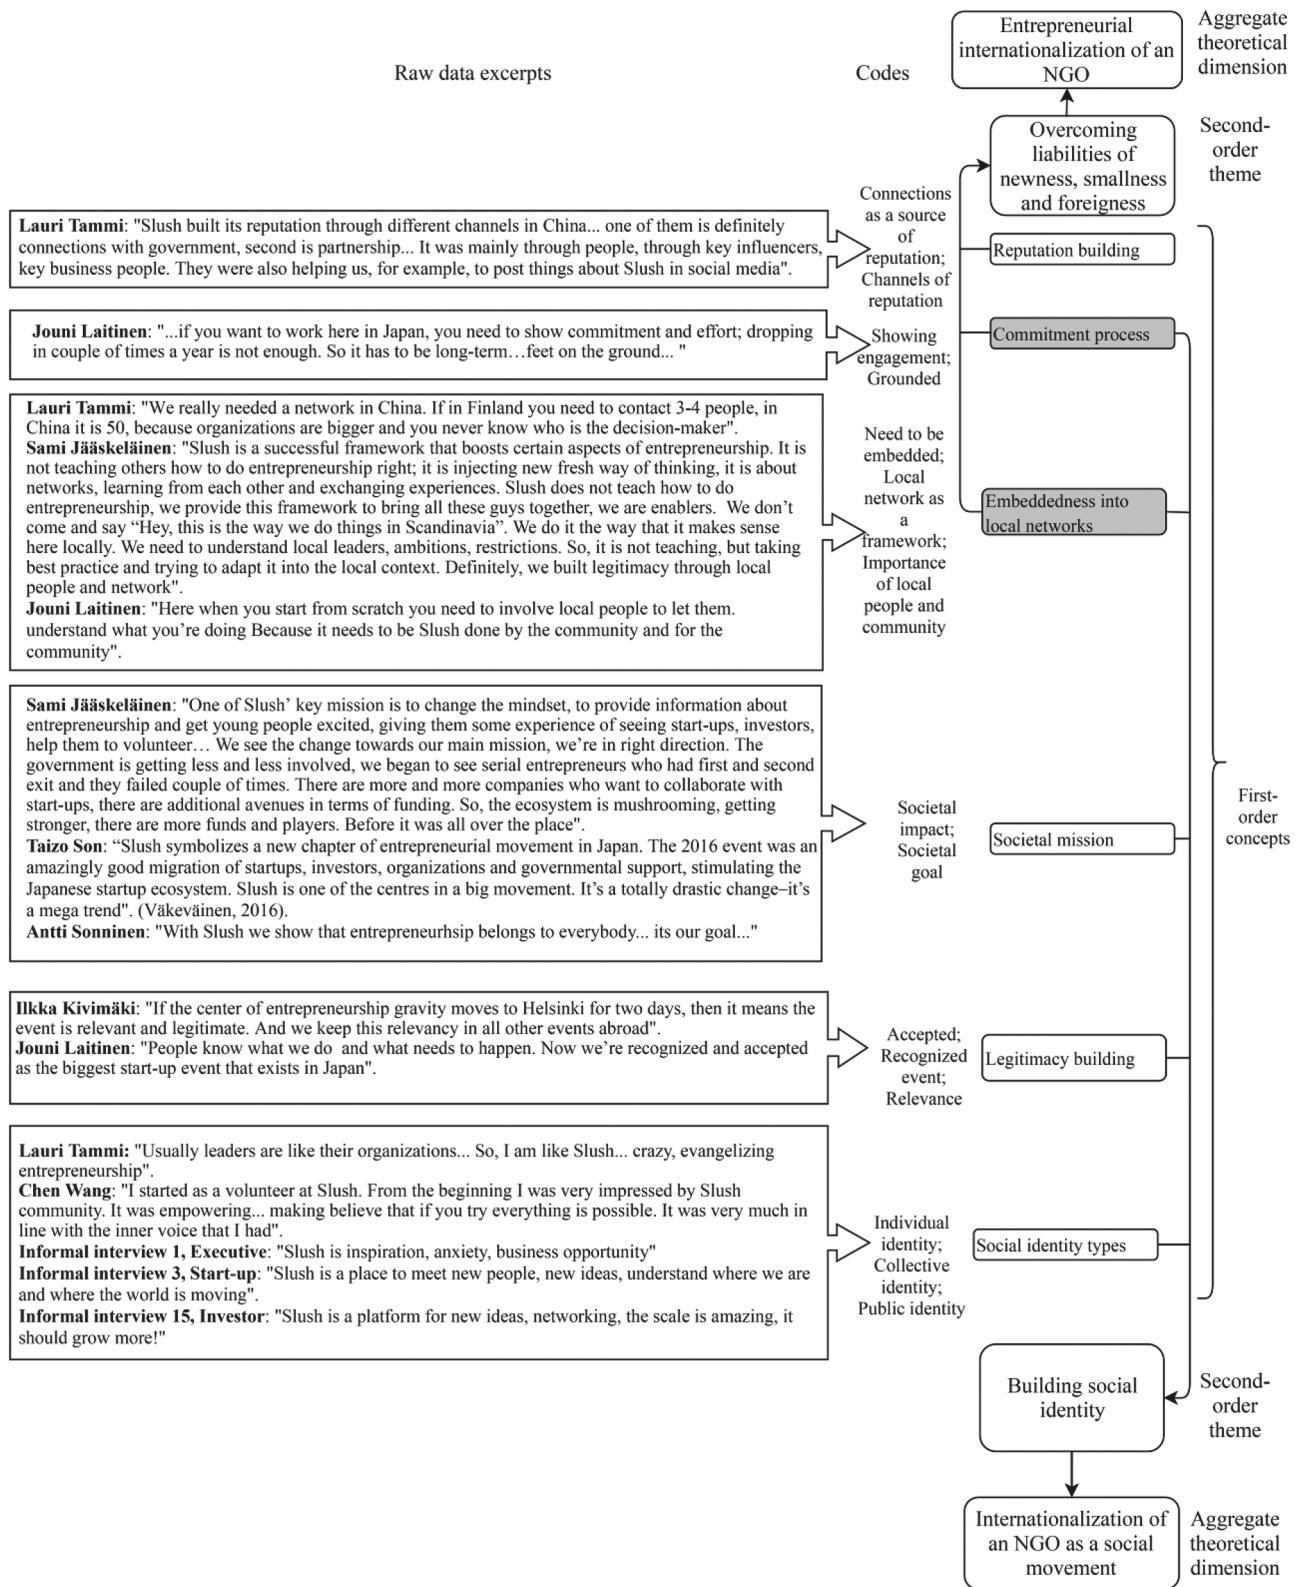 Entrepreneurial
internationalization of an
NGO
Aggregate
theoretical
dimension
Raw data excerpts
Codes
Overcoming
liabilities of
newness, smallness
and foreigness
Second-
order
theme
Lauri Tammi: "Slush built its reputation through different channels in China... one of them is definitely
connections with government, second is partnership... It was mainly through people, through key influencers,
key business people. They were also helping us, for example, to post things about Slush in social media".
Connections
as a source
of
reputation;
Channels of
reputation
Reputation building
Jouni Laitinen: "...if you want to work here in Japan, you need to show commitment and effort; dropping
in couple of times a year is not enough. So it has to be long-term…feet on the ground... "
Showing
engagement;
Grounded
Commitment process
Lauri Tammi: "We really needed a network in China. If in Finland you need to contact 3-4 people, in
China it is 50, because organizations are bigger and you never know who is the decision-maker".
Sami Jääskeläinen: "Slush is a successful framework that boosts certain aspects of entrepreneurship. It is
not teaching others how to do entrepreneurship right; it is injecting new fresh way of thinking, it is about
networks, learning from each other and exchanging experiences. Slush does not teach how to do
entrepreneurship, we provide this framework to bring all these guys together, we are enablers. We don’t
come and say “Hey, this is the way we do things in Scandinavia”. We do it the way that it makes sense
here locally. We need to understand local leaders, ambitions, restrictions. So, it is not teaching, but taking
best practice and trying to adapt it into the local context. Definitely, we built legitimacy through local
people and network".
Jouni Laitinen: "Here when you start from scratch you need to involve local people to let them.
understand what you’re doing Because it needs to be Slush done by the community and for the
community".
Need to be
embedded;
Local
network as
a
framework;
Importance
of local
people and
community
Embeddedness into
local networks
Sami Jääskeläinen: "One of Slush’ key mission is to change the mindset, to provide information about
entrepreneurship and get young people excited, giving them some experience of seeing start-ups, investors,
help them to volunteer… We see the change towards our main mission, we’re in right direction. The
government is getting less and less involved, we began to see serial entrepreneurs who had first and second
exit and they failed couple of times. There are more and more companies who want to collaborate with
start-ups, there are additional avenues in terms of funding. So, the ecosystem is mushrooming, getting
stronger, there are more funds and players. Before it was all over the place".
Taizo Son: “Slush symbolizes a new chapter of entrepreneurial movement in Japan. The 2016 event was an
amazingly good migration of startups, investors, organizations and governmental support, stimulating the
Japanese startup ecosystem. Slush is one of the centres in a big movement. It’s a totally drastic change–it’s
a mega trend". (Väkeväinen, 2016).
Antti Sonninen: "With Slush we show that entrepreneurhsip belongs to everybody... its our goal..."
Societal
impact;
Societal
goal
Societal mission
First-
order
concepts
Ilkka Kivimäki: "If the center of entrepreneurship gravity moves to Helsinki for two days, then it means the
event is relevant and legitimate. And we keep this relevancy in all other events abroad".
Jouni Laitinen: "People know what we do and what needs to happen. Now we’re recognized and accepted
as the biggest start-up event that exists in Japan".
Accepted;
Recognized
event;
Relevance
Legitimacy building
Lauri Tammi: "Usually leaders are like their organizations... So, I am like Slush... crazy, evangelizing
entrepreneurship".
Chen Wang: "I started as a volunteer at Slush. From the beginning I was very impressed by Slush
community. It was empowering... making believe that if you try everything is possible. It was very much in
line with the inner voice that I had".
Informal interview 1, Executive: "Slush is inspiration, anxiety, business opportunity"
Informal interview 3, Start-up: "Slush is a place to meet new people, new ideas, understand where we are
and where the world is moving".
Informal interview 15, Investor: "Slush is a platform for new ideas, networking, the scale is amazing, it
should grow more!"
Individual
identity;
Collective
identity;
Public identity
Social identity types
Building social
identity
Second-
order
theme
Internationalization of
an NGO as a social
movement
Aggregate
theoretical
dimension